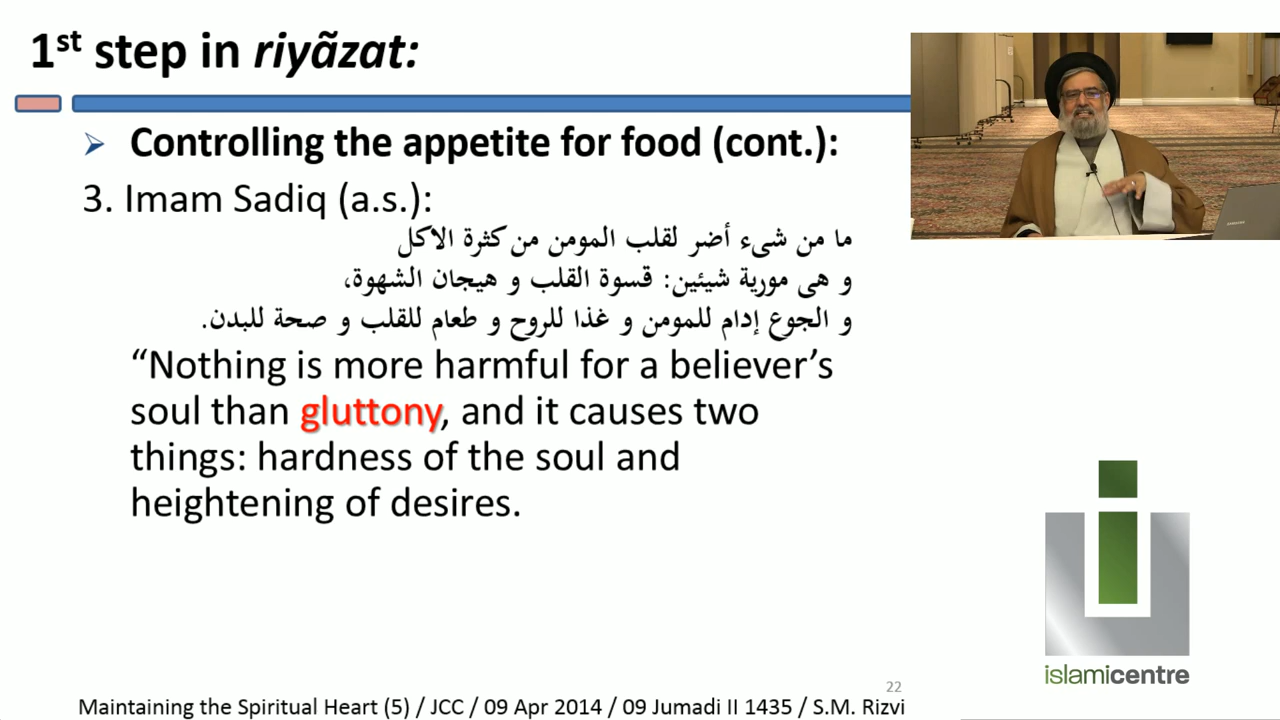 1st step in riyãzat:
➢ Controlling the appetite for food (cont.):
3. Imam Sadiq (a.s.):
ما من شیء أضر لقلب المومن من كثرة الاكل
و هی مورية شيئين: قسوة القلب و هيجان الشهوة،
و الجوع إدام للمومن و غذا للروح و طعام للقلب و صحة للبدن.
“Nothing is more harmful for a believer’s
soul than gluttony, and it causes two
things: hardness of the soul and
heightening of desires.
islamicentre
22
Maintaining the Spiritual Heart (5) / JCC / 09 Apr 2014 / 09 Jumadi II 1435 / S.M. Rizvi